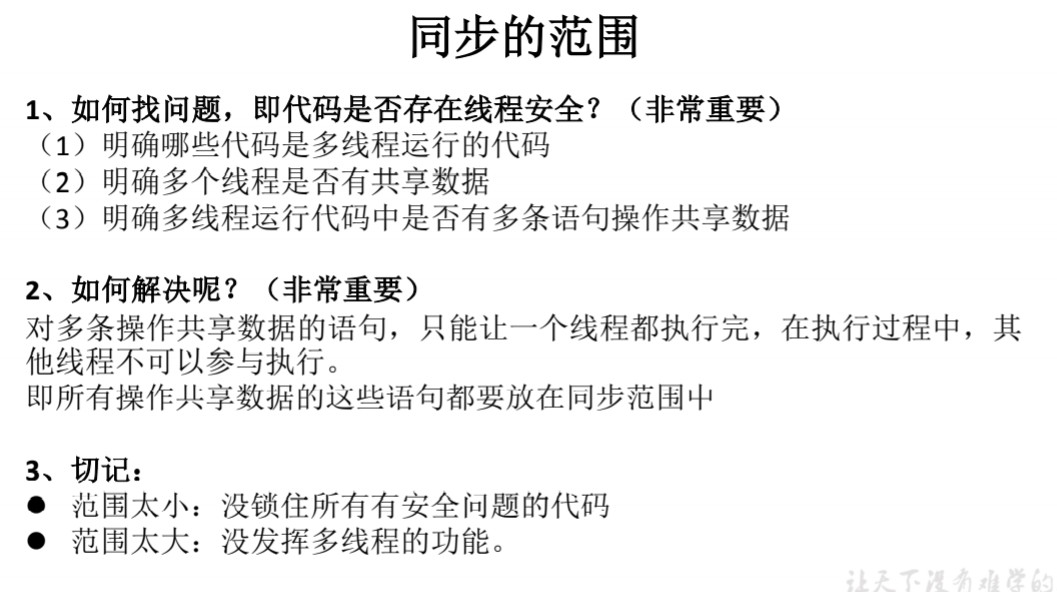 同步的范围
1、如何找问题，即代码是否存在线程安全？（非常重要）
（1）明确哪些代码是多线程运行的代码
（2）明确多个线程是否有共享数据
（3）明确多线程运行代码中是否有多条语句操作共享数据
2、如何解决呢？（非常重要）
对多条操作共享数据的语句，只能让一个线程都执行完，在执行过程中，其
他线程不可以参与执行。
即所有操作共享数据的这些语句都要放在同步范围中
3、切记：
● 范围太小：没锁住所有有安全问题的代码
● 范围太大：没发挥多线程的功能。
让天下没有难学的